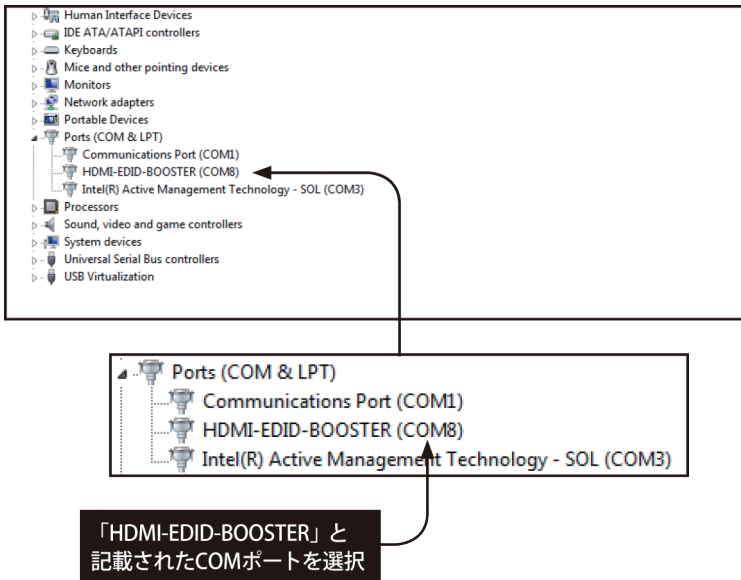 Human Interface Devices
IDE ATA/ATAPI controllers
Keyboards
Mice and other pointing devices
Monitors
Network adapters
Portable Devices
Ports (COM & LPT)
Communications Port (COM1)
HDMI-EDID-BOOSTER (COM8)
Intel(R) Active Management Technology - SOL (COM3)
Processors
Sound, video and game controllers
System devices
Universal Serial Bus controllers
USB Virtualization
Ports (COM & LPT)
Communications Port (COM1)
HDMI-EDID-BOOSTER (COM8)
Intel(R) Active Management Technology - SOL (COM3)
「HDMI-EDID-BOOSTER」と
記載されたCOMポートを選択